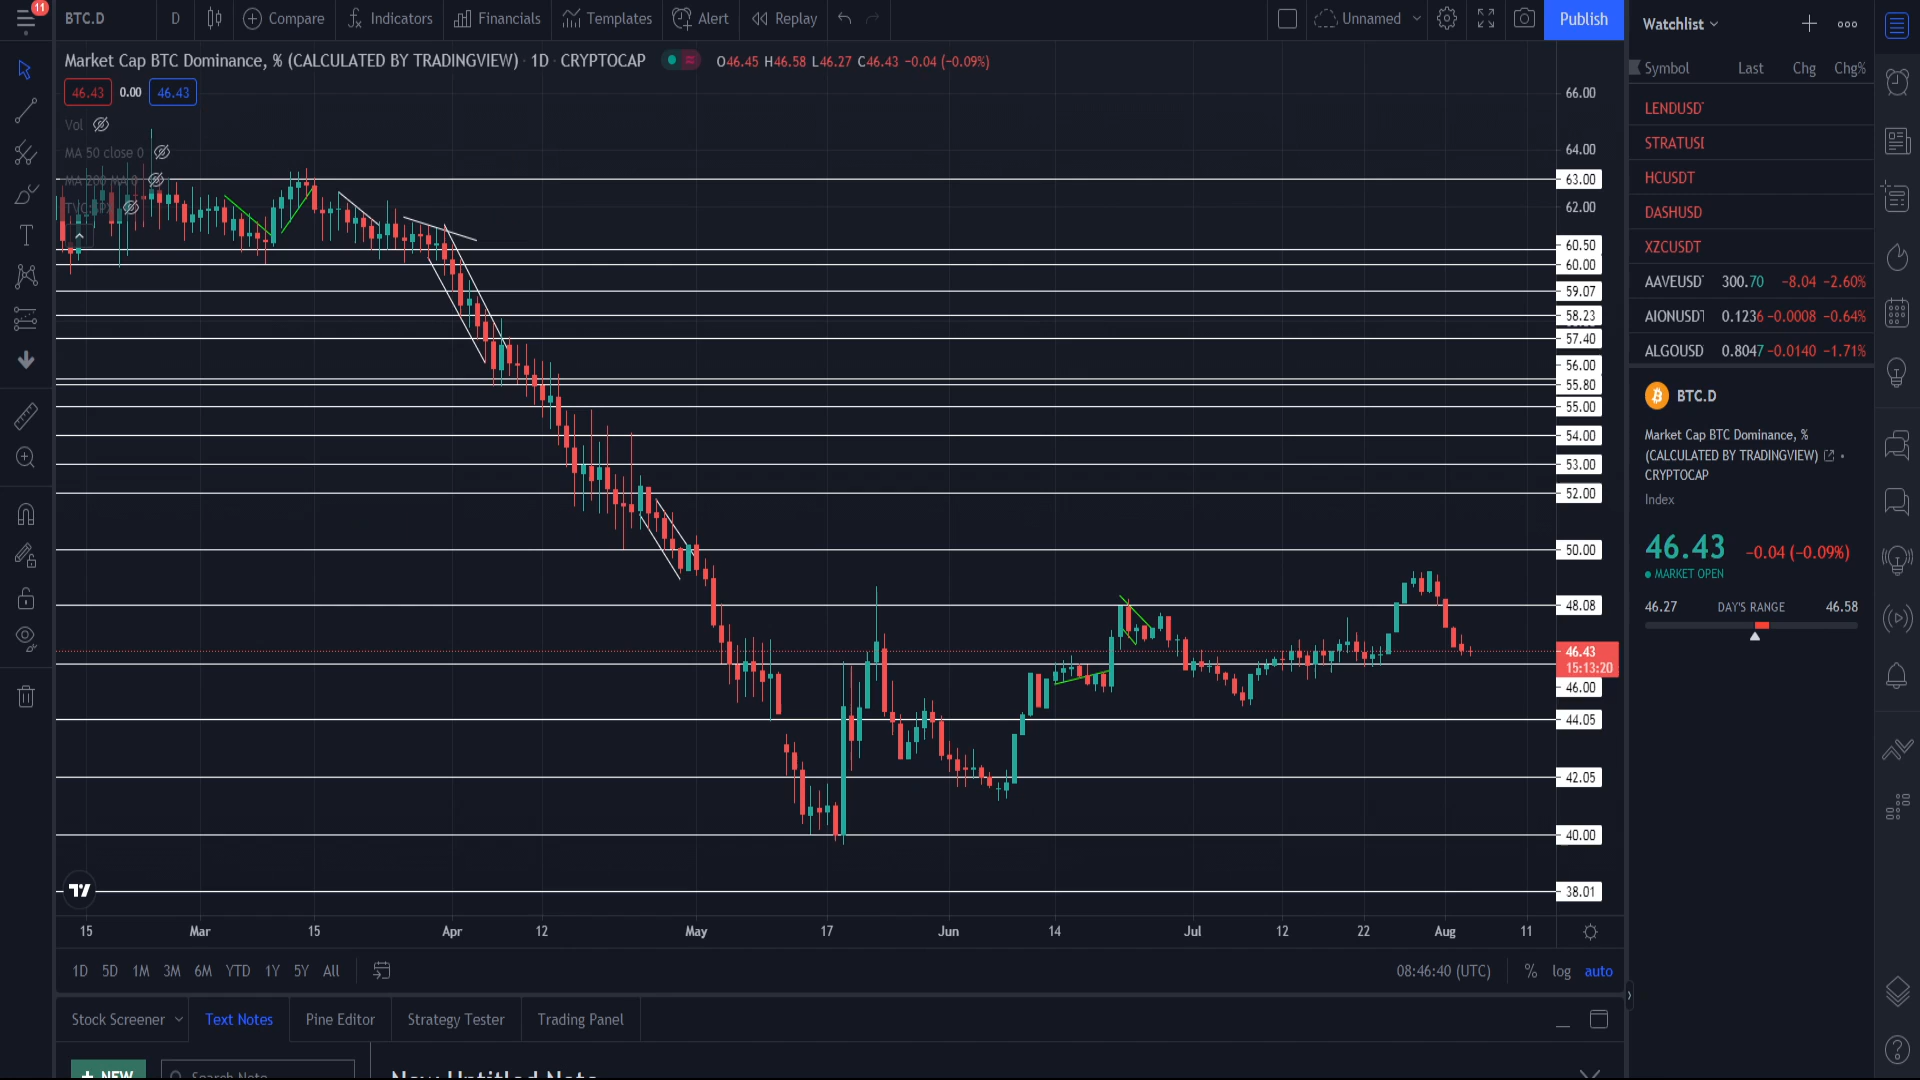 11
BTC.D
D
Compare
Indicators
Financials
Templates
Alert
Replay
Unnamed
Publish
Market Cap BTC Dominance, % (CALCULATED BY TRADINGVIEW) · 1D · CRYPTOCAP
O46.45 H46.58 L46.27 C46.43 −0.04 (−0.09%)
46.43 0.00 46.43
Vol
MA 50 close 0
66.00
64.00
63.00
62.00
60.50
60.00
59.07
58.23
57.40
56.00
55.80
55.00
54.00
53.00
52.00
50.00
48.08
46.43
15:13:20
46.00
44.05
42.05
40.00
38.01
15 Mar 15 Apr 12 May 17 Jun 14 Jul 12 22 Aug 11
1D 5D 1M 3M 6M YTD 1Y 5Y All
08:46:40 (UTC) % log auto
Stock Screener Text Notes Pine Editor Strategy Tester Trading Panel
+ NEW
Search Note
New Untitled Note
Watchlist
Symbol Last Chg Chg%
LENDUSDT
STRATUSI
HCUSDT
DASHUSD
XZCUSDT
AAVEUSDT 300.70 −8.04 −2.60%
AIONUSDT 0.1236 −0.0008 −0.64%
ALGOUSD 0.8047 −0.0140 −1.71%
BTC.D
Market Cap BTC Dominance, %
(CALCULATED BY TRADINGVIEW) •
CRYPTOCAP
Index
46.43 −0.04 (−0.09%)
MARKET OPEN
46.27 DAY'S RANGE 46.58